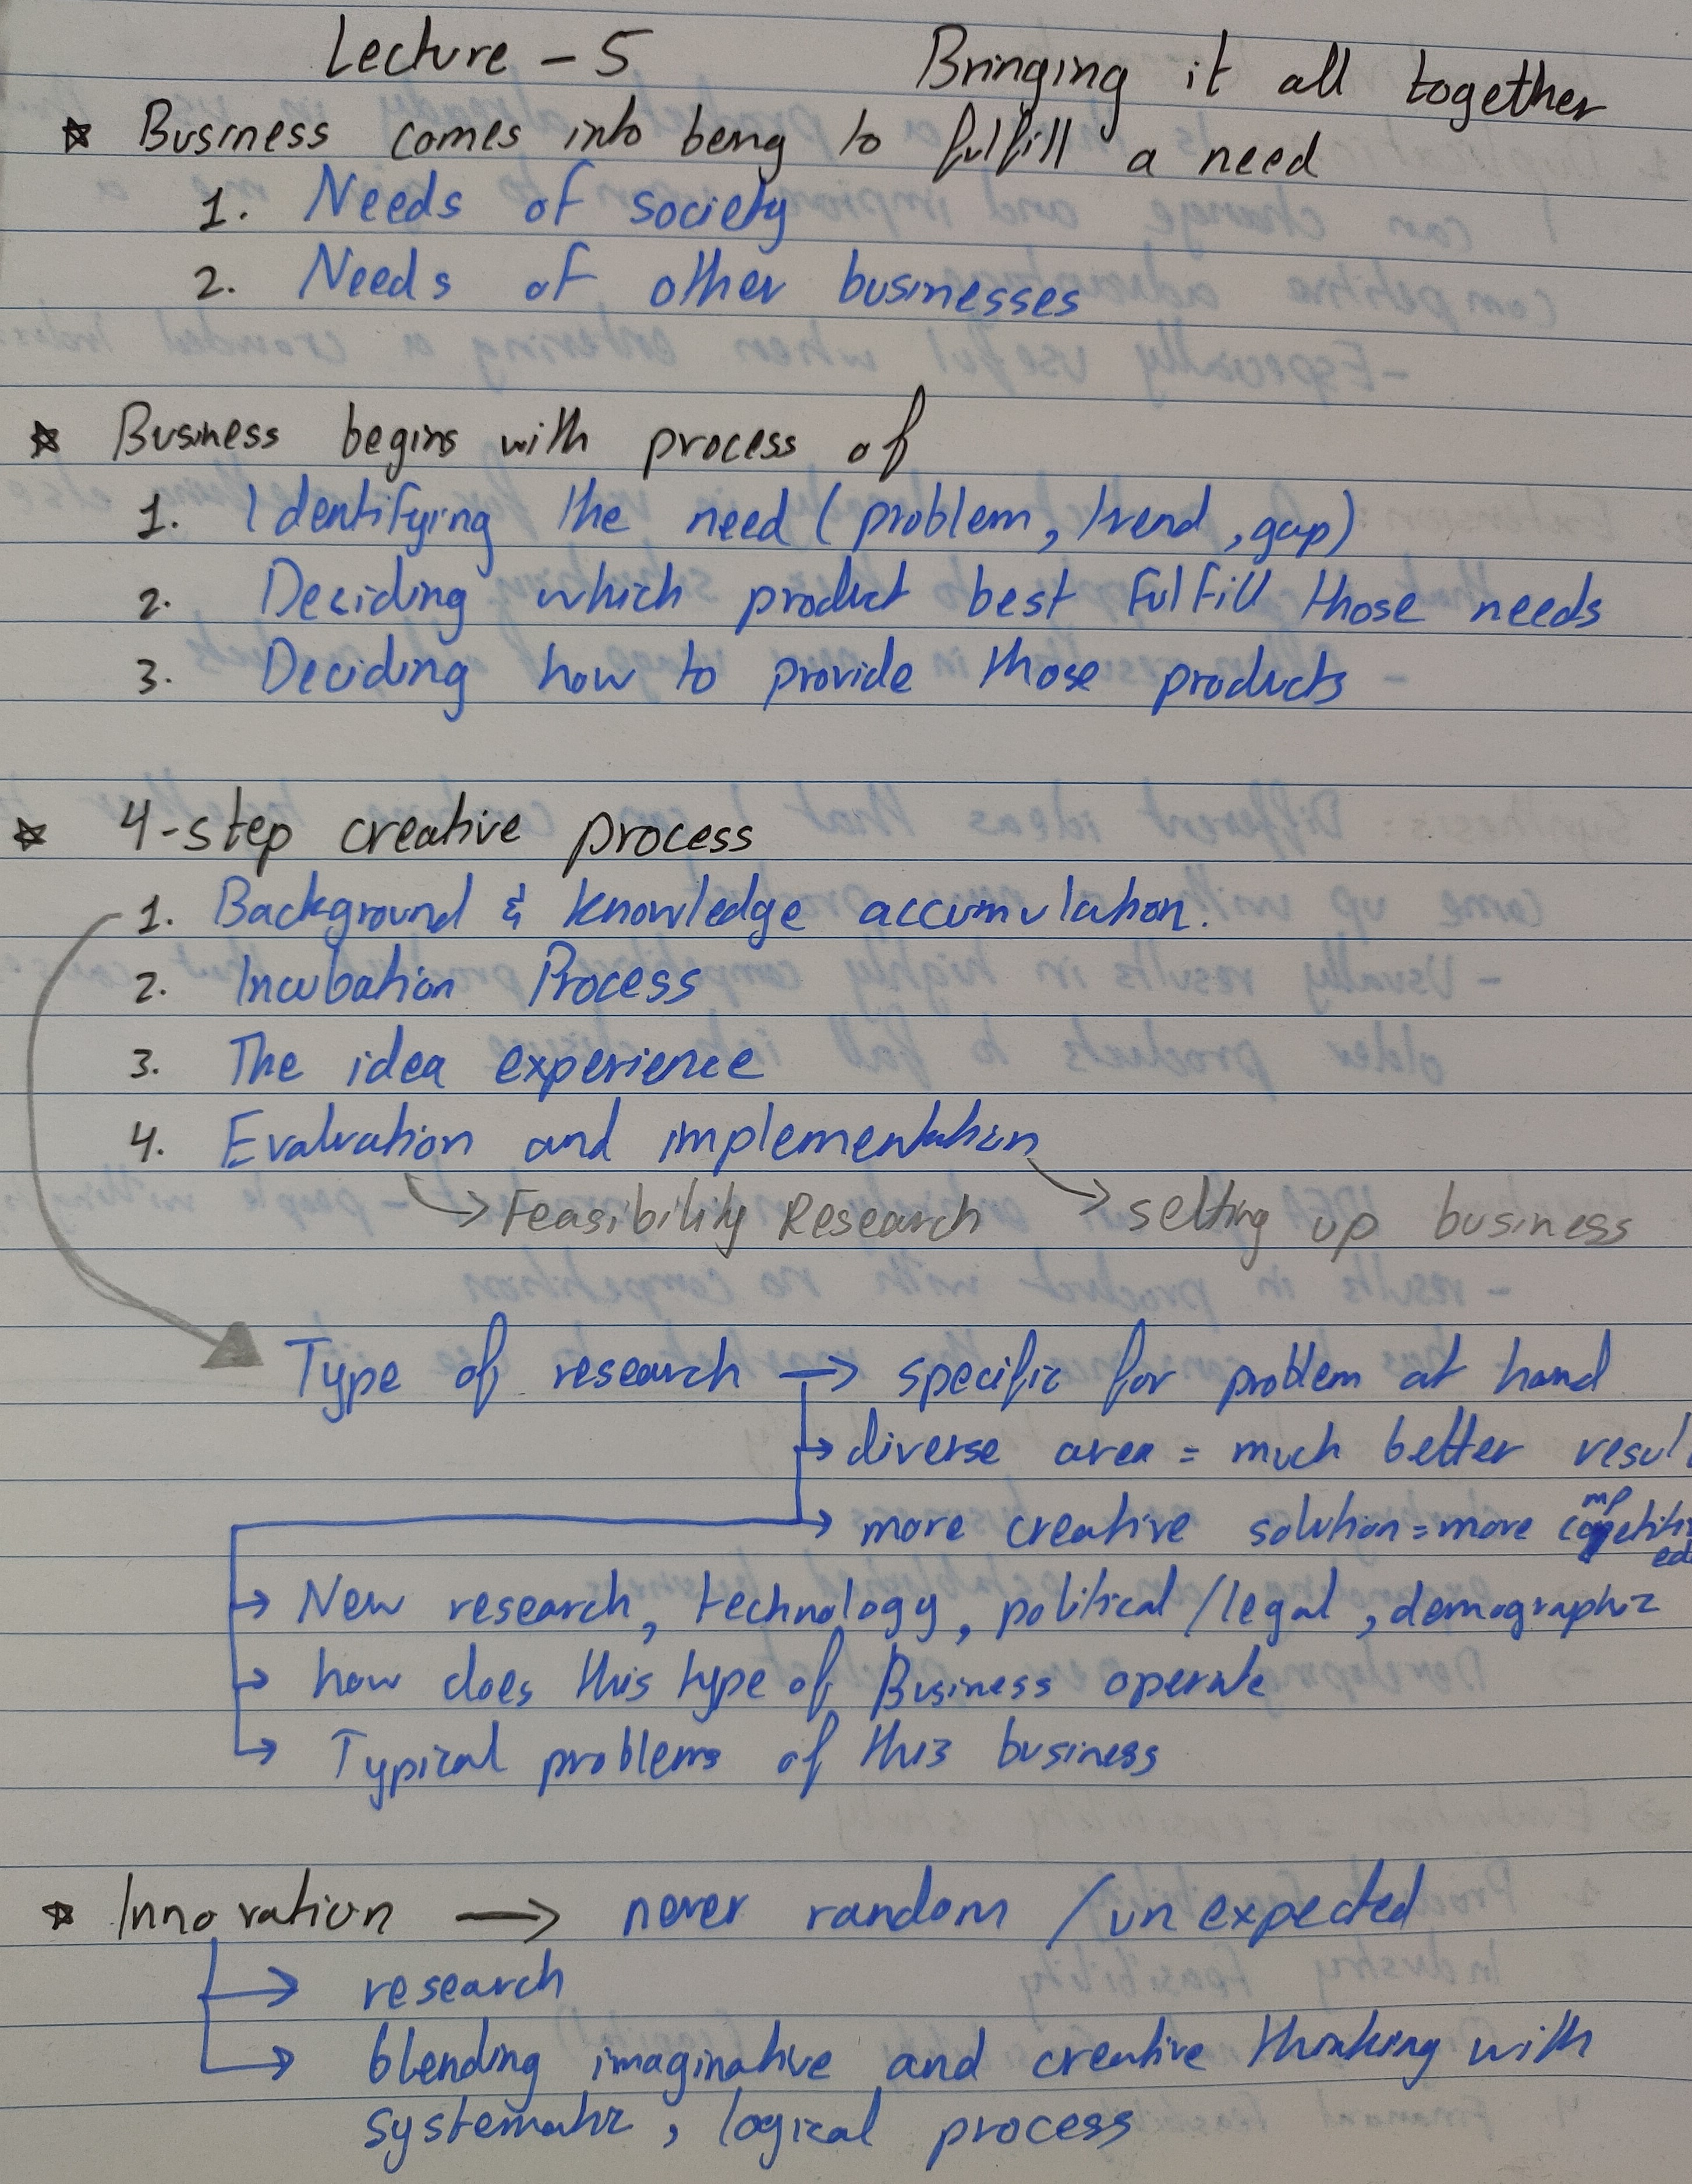 Lecture - 5 Bringing it all together
☆ Business comes into being to fulfill a need
1. Needs of society
2. Needs of other businesses
☆ Business begins with process of
1. Identifying the need (problem, trend, gap)
2. Deciding which product best fulfill those needs
3. Deciding how to provide those products
☆ 4-step creative process
1. Background & knowledge accumulation.
2. Incubation Process
3. The idea experience
4. Evaluation and implementation
→ Feasibility Research → setting up business
Type of research → specific for problem at hand
→ diverse area = much better resul
→ more creative solution = more competitiv
ed
→ New research, technology, political/legal, demographic
→ how does this type of Business operate
→ Typical problems of this business
☆ Innovation → never random / unexpected
→ research
→ blending imaginative and creative thinking with
systematic, logical process